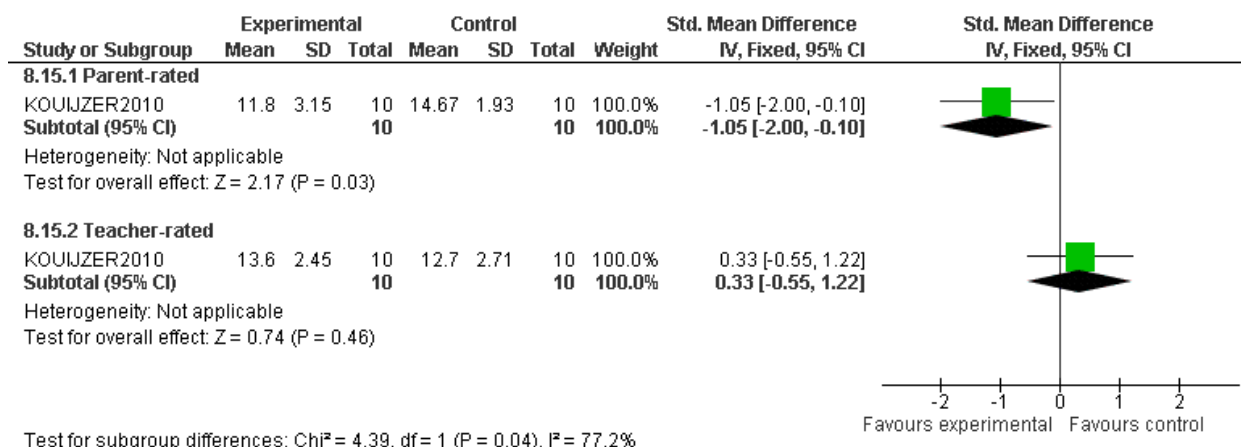 Experimental Control Std. Mean Difference Std. Mean Difference
Study or Subgroup Mean SD Total Mean SD Total Weight IV, Fixed, 95% CI IV, Fixed, 95% CI
8.15.1 Parent-rated
KOUIJZER2010 11.8 3.15 10 14.67 1.93 10 100.0% -1.05 [-2.00, -0.10]
Subtotal (95% CI) 10 10 100.0% -1.05 [-2.00, -0.10]
Heterogeneity: Not applicable
Test for overall effect: Z = 2.17 (P = 0.03)
8.15.2 Teacher-rated
KOUIJZER2010 13.6 2.45 10 12.7 2.71 10 100.0% 0.33 [-0.55, 1.22]
Subtotal (95% CI) 10 10 100.0% 0.33 [-0.55, 1.22]
Heterogeneity: Not applicable
Test for overall effect: Z = 0.74 (P = 0.46)
-2 -1 0 1 2
Favours experimental Favours control
Test for subgroup differences: Chi² = 4.39, df = 1 (P = 0.04), I² = 77.2%